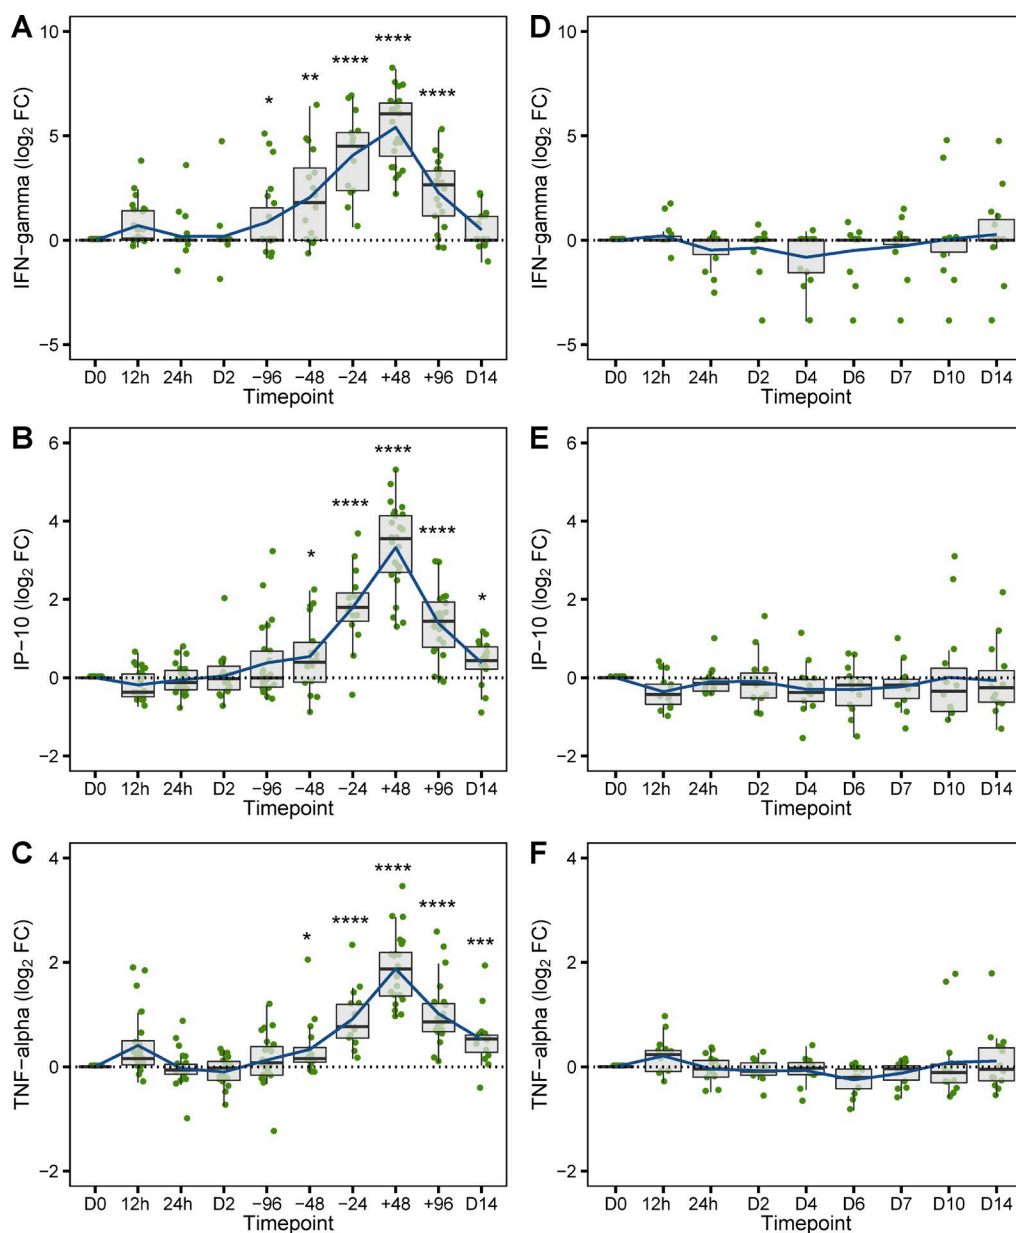 A
IFN−gamma (log2 FC)
10
5
0
−5
* ** **** **** ****
D0 12h 24h D2 −96 −48 −24 +48 +96 D14
Timepoint
D
IFN−gamma (log2 FC)
10
5
0
−5
D0 12h 24h D2 D4 D6 D7 D10 D14
Timepoint
B
IP−10 (log2 FC)
6
4
2
0
−2
* **** **** **** *
D0 12h 24h D2 −96 −48 −24 +48 +96 D14
Timepoint
E
IP−10 (log2 FC)
6
4
2
0
−2
D0 12h 24h D2 D4 D6 D7 D10 D14
Timepoint
C
TNF−alpha (log2 FC)
4
2
0
−2
* **** **** **** ***
D0 12h 24h D2 −96 −48 −24 +48 +96 D14
Timepoint
F
TNF−alpha (log2 FC)
4
2
0
−2
D0 12h 24h D2 D4 D6 D7 D10 D14
Timepoint